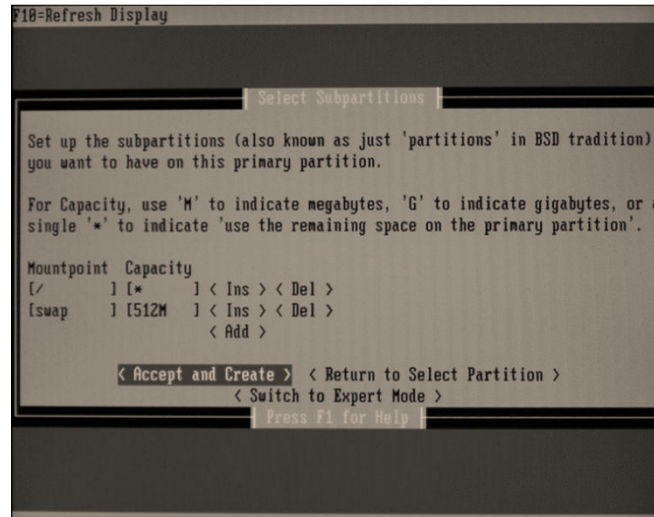 F10=Refresh Display
Select Subpartitions
Set up the subpartitions (also known as just 'partitions' in BSD tradition)
you want to have on this primary partition.
For Capacity, use 'M' to indicate megabytes, 'G' to indicate gigabytes, or
single '*' to indicate 'use the remaining space on the primary partition'.
Mountpoint Capacity
[/ ] [* ] < Ins > < Del >
[swap ] [512M ] < Ins > < Del >
< Add >
< Accept and Create > < Return to Select Partition >
< Switch to Expert Mode >
Press F1 for Help